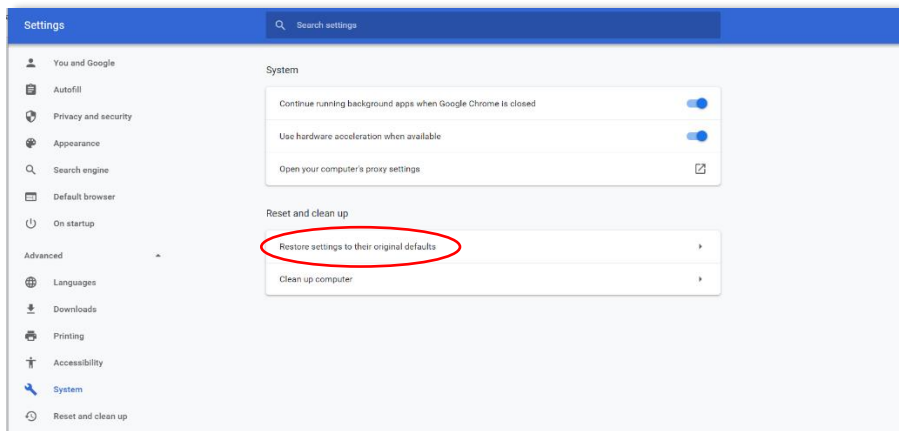 Settings
Search settings
You and Google
Autofill
Privacy and security
Appearance
Search engine
Default browser
On startup
Advanced
Languages
Downloads
Printing
Accessibility
System
Reset and clean up
System
Continue running background apps when Google Chrome is closed
Use hardware acceleration when available
Open your computer's proxy settings
Reset and clean up
Restore settings to their original defaults
Clean up computer